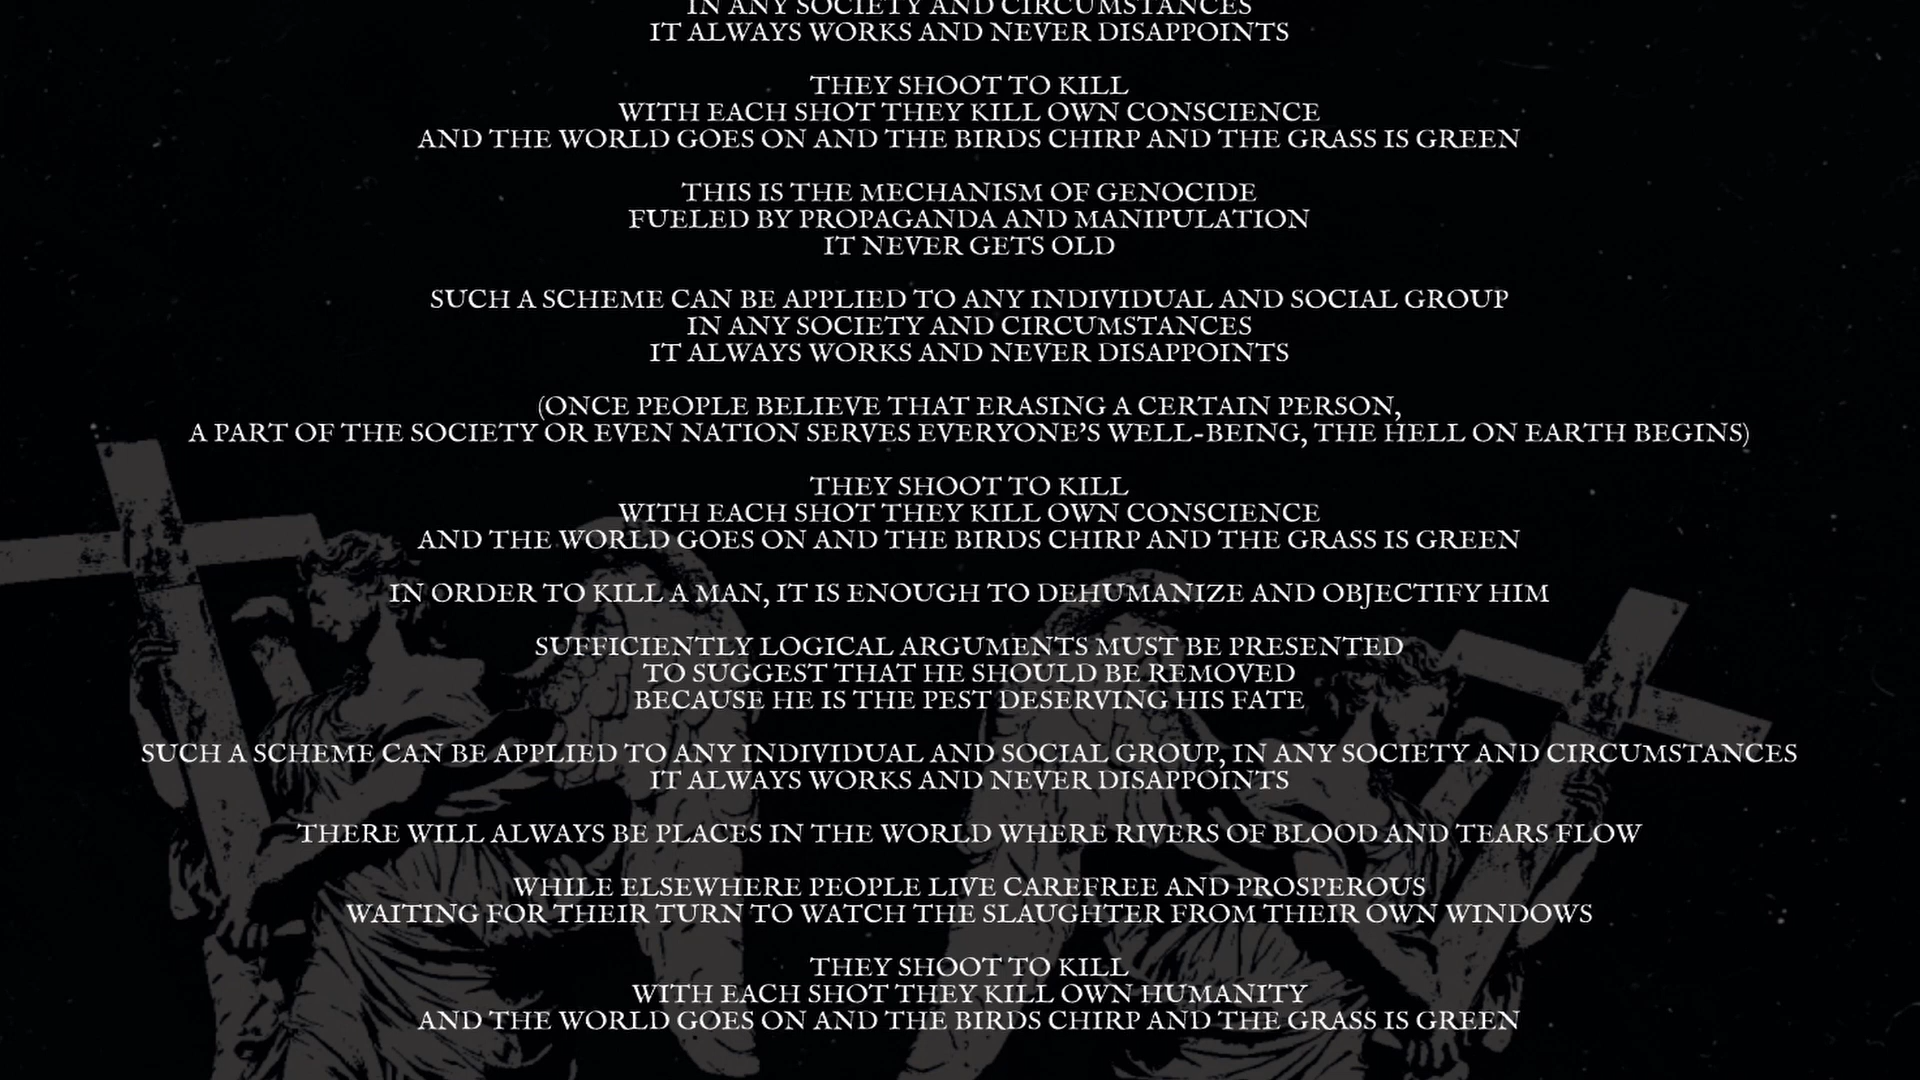 IN ANY SOCIETY AND CIRCUMSTANCES
IT ALWAYS WORKS AND NEVER DISAPPOINTS
THEY SHOOT TO KILL
WITH EACH SHOT THEY KILL OWN CONSCIENCE
AND THE WORLD GOES ON AND THE BIRDS CHIRP AND THE GRASS IS GREEN
THIS IS THE MECHANISM OF GENOCIDE
FUELED BY PROPAGANDA AND MANIPULATION
IT NEVER GETS OLD
SUCH A SCHEME CAN BE APPLIED TO ANY INDIVIDUAL AND SOCIAL GROUP
IN ANY SOCIETY AND CIRCUMSTANCES
IT ALWAYS WORKS AND NEVER DISAPPOINTS
(ONCE PEOPLE BELIEVE THAT ERASING A CERTAIN PERSON,
A PART OF THE SOCIETY OR EVEN NATION SERVES EVERYONE'S WELL-BEING, THE HELL ON EARTH BEGINS)
THEY SHOOT TO KILL
WITH EACH SHOT THEY KILL OWN CONSCIENCE
AND THE WORLD GOES ON AND THE BIRDS CHIRP AND THE GRASS IS GREEN
IN ORDER TO KILL A MAN, IT IS ENOUGH TO DEHUMANIZE AND OBJECTIFY HIM
SUFFICIENTLY LOGICAL ARGUMENTS MUST BE PRESENTED
TO SUGGEST THAT HE SHOULD BE REMOVED
BECAUSE HE IS THE PEST DESERVING HIS FATE
SUCH A SCHEME CAN BE APPLIED TO ANY INDIVIDUAL AND SOCIAL GROUP, IN ANY SOCIETY AND CIRCUMSTANCES
IT ALWAYS WORKS AND NEVER DISAPPOINTS
THERE WILL ALWAYS BE PLACES IN THE WORLD WHERE RIVERS OF BLOOD AND TEARS FLOW
WHILE ELSEWHERE PEOPLE LIVE CAREFREE AND PROSPEROUS
WAITING FOR THEIR TURN TO WATCH THE SLAUGHTER FROM THEIR OWN WINDOWS
THEY SHOOT TO KILL
WITH EACH SHOT THEY KILL OWN HUMANITY
AND THE WORLD GOES ON AND THE BIRDS CHIRP AND THE GRASS IS GREEN